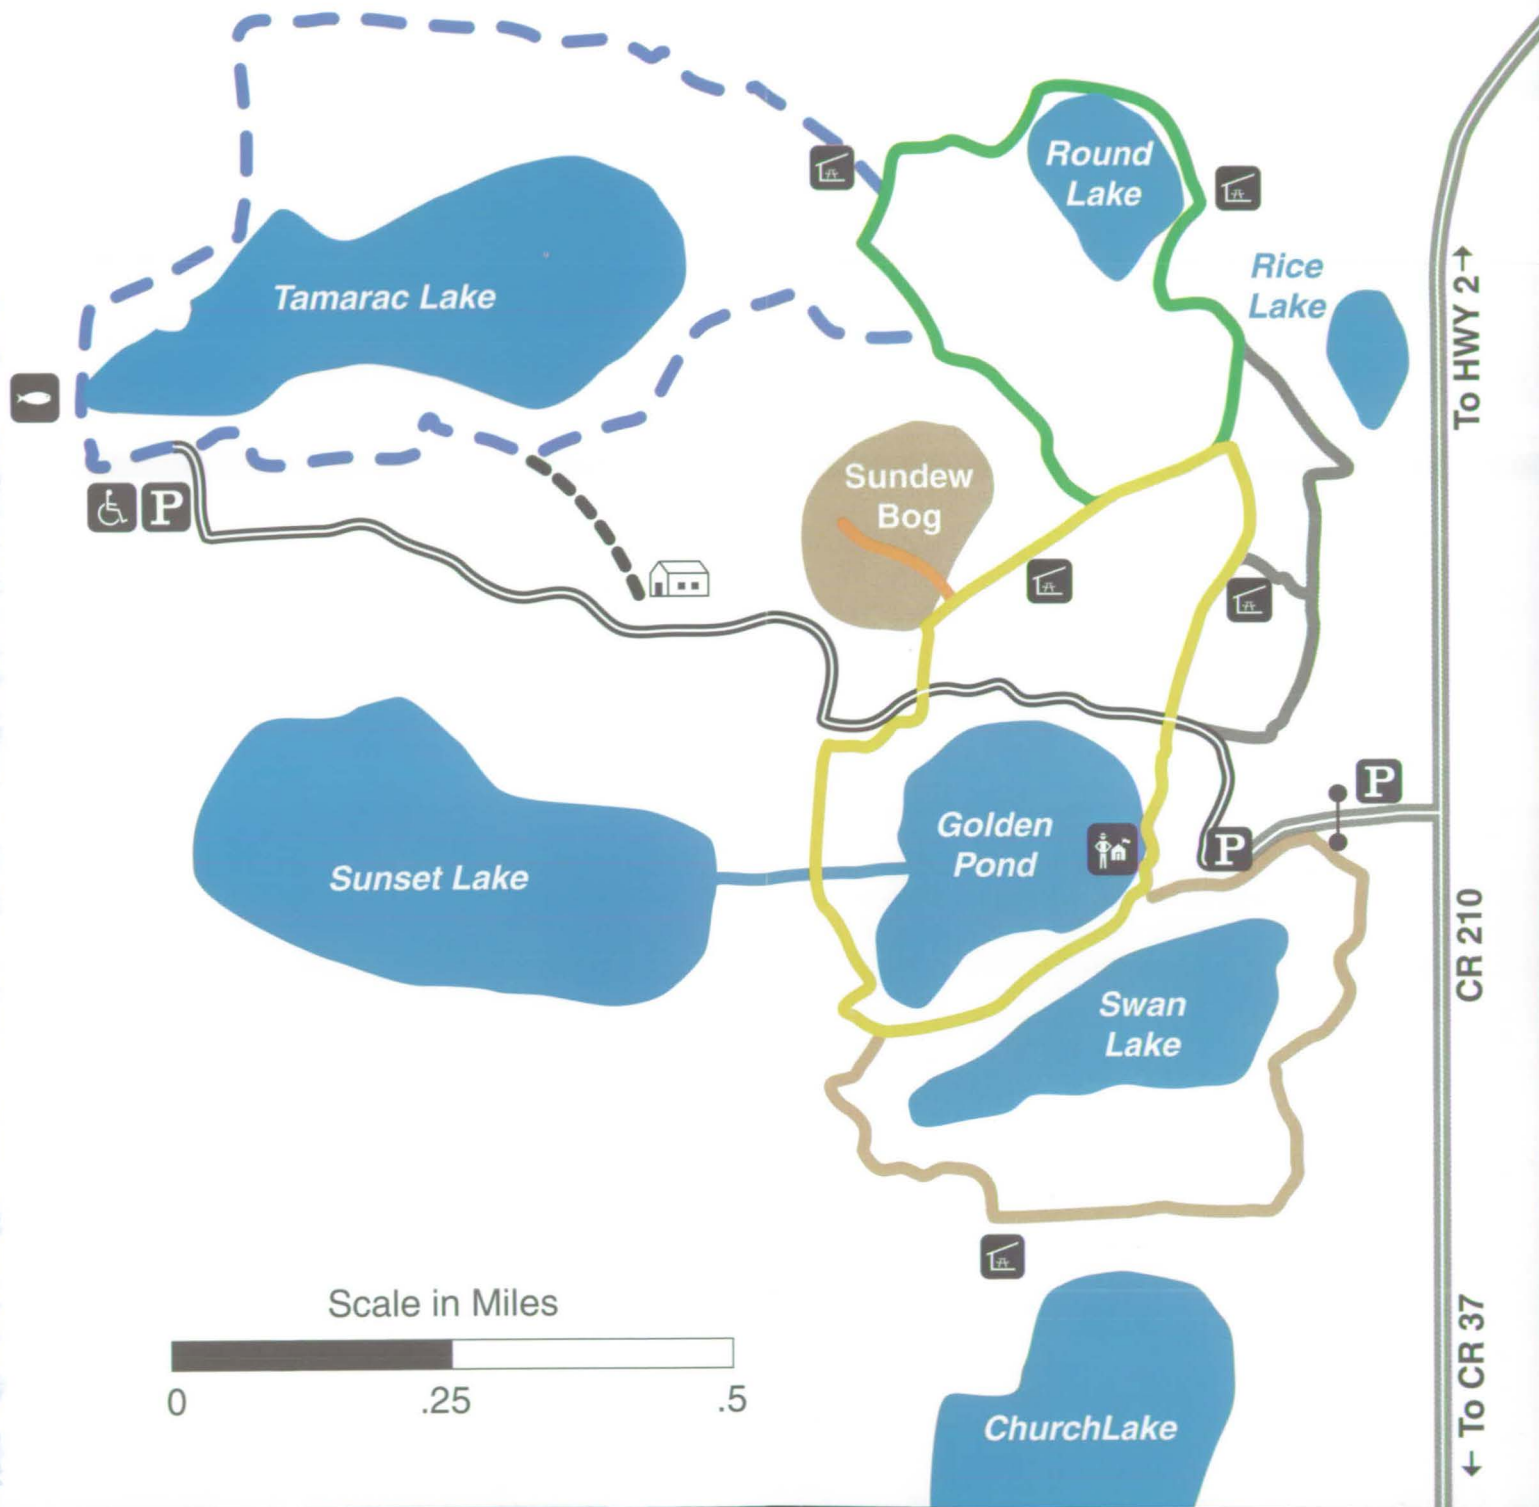 Round
Lake
Rice
Lake
Tamarac Lake
To HWY 2→
Sundew
Bog
P
P
Golden
Pond
P
Sunset Lake
CR 210
Swan
Lake
Scale in Miles
0 .25 .5
← To CR 37
ChurchLake